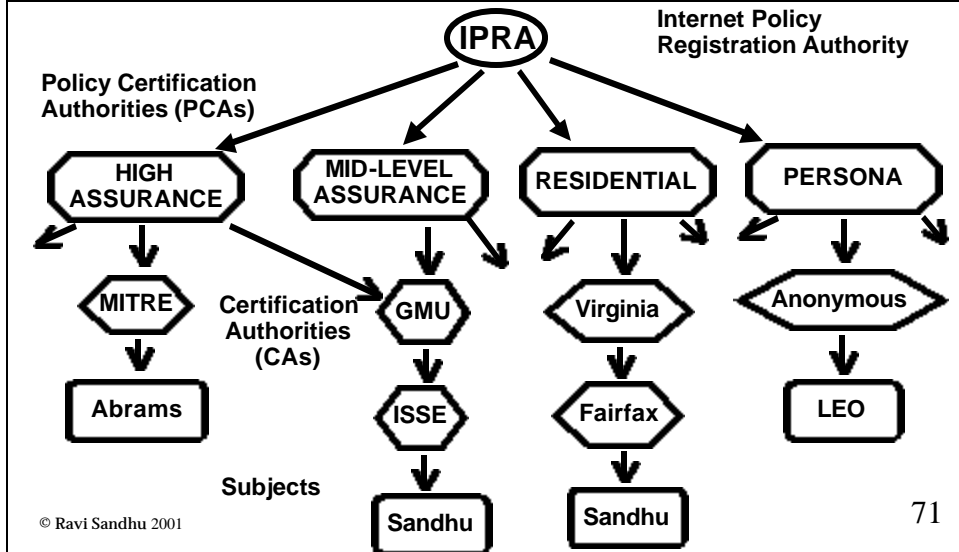 IPRA
Internet Policy
Registration Authority
Policy Certification
Authorities (PCAs)
HIGH
ASSURANCE
MID-LEVEL
ASSURANCE
RESIDENTIAL
PERSONA
MITRE
Certification
Authorities
(CAs)
GMU
Virginia
Anonymous
Abrams
ISSE
Fairfax
LEO
Subjects
Sandhu
Sandhu
© Ravi Sandhu 2001
71